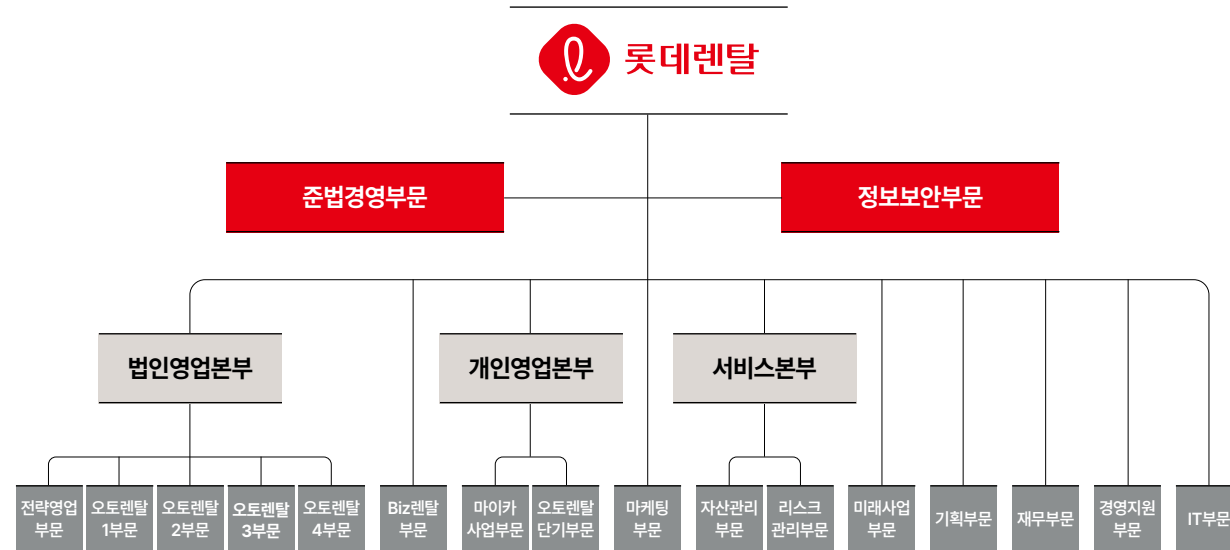 롯데렌탈
준법경영부문
정보보안부문
법인영업본부
개인영업본부
서비스본부
전략영업
부문
오토렌탈
1부문
오토렌탈
2부문
오토렌탈
3부문
오토렌탈
4부문
Biz렌탈
부문
마이카
사업부문
오토렌탈
단기부문
마케팅
부문
자산관리
부문
리스크
관리부문
미래사업
부문
기획부문
재무부문
경영지원
부문
IT부문